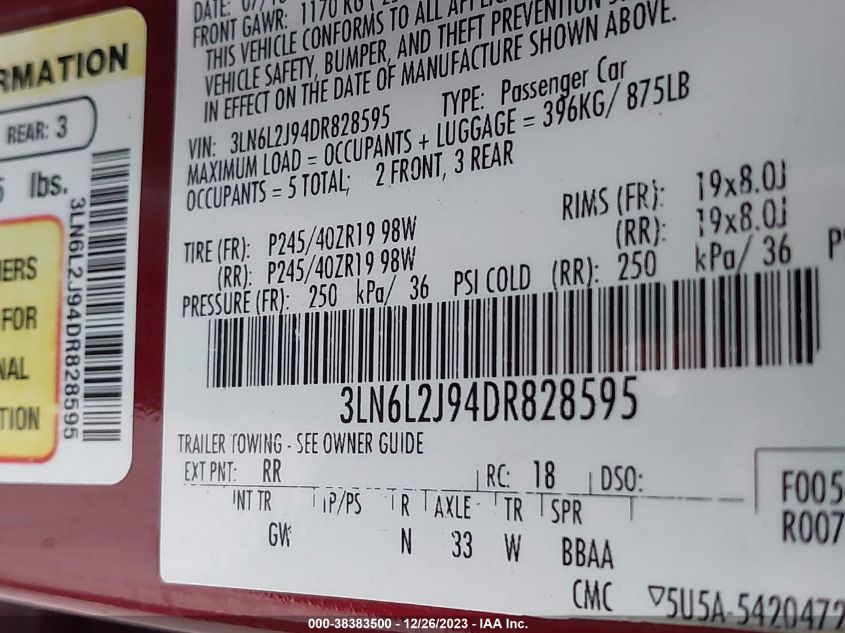 RMATION
REAR: 3
lbs.
3LN6L2J94DR828595
ERS
FOR
NAL
TION
DATE:
FRONT GAWR: 1170 KG
THIS VEHICLE CONFORMS TO ALL
VEHICLE SAFETY, BUMPER, AND THEFT PREVENTION
IN EFFECT ON THE DATE OF MANUFACTURE SHOWN ABOVE.
VIN: 3LN6L2J94DR828595 TYPE: Passenger Car
MAXIMUM LOAD = OCCUPANTS + LUGGAGE = 396KG/ 875LB
OCCUPANTS = 5 TOTAL; 2 FRONT, 3 REAR
RIMS (FR): 19x8.0J
TIRE (FR): P245/40ZR19 98W (RR): 19x8.0J
(RR): P245/40ZR19 98W
PRESSURE (FR): 250 kPa/ 36 PSI COLD (RR): 250 kPa/ 36
3LN6L2J94DR828595
TRAILER TOWING - SEE OWNER GUIDE
EXT PNT: RR RC: 18 DSO:
INT TR TP/PS R AXLE TR SPR
GW N 33 W BBAA
F005
R007
CMC ▽5U5A-5420472
000-38383500 - 12/26/2023 - IAA Inc.